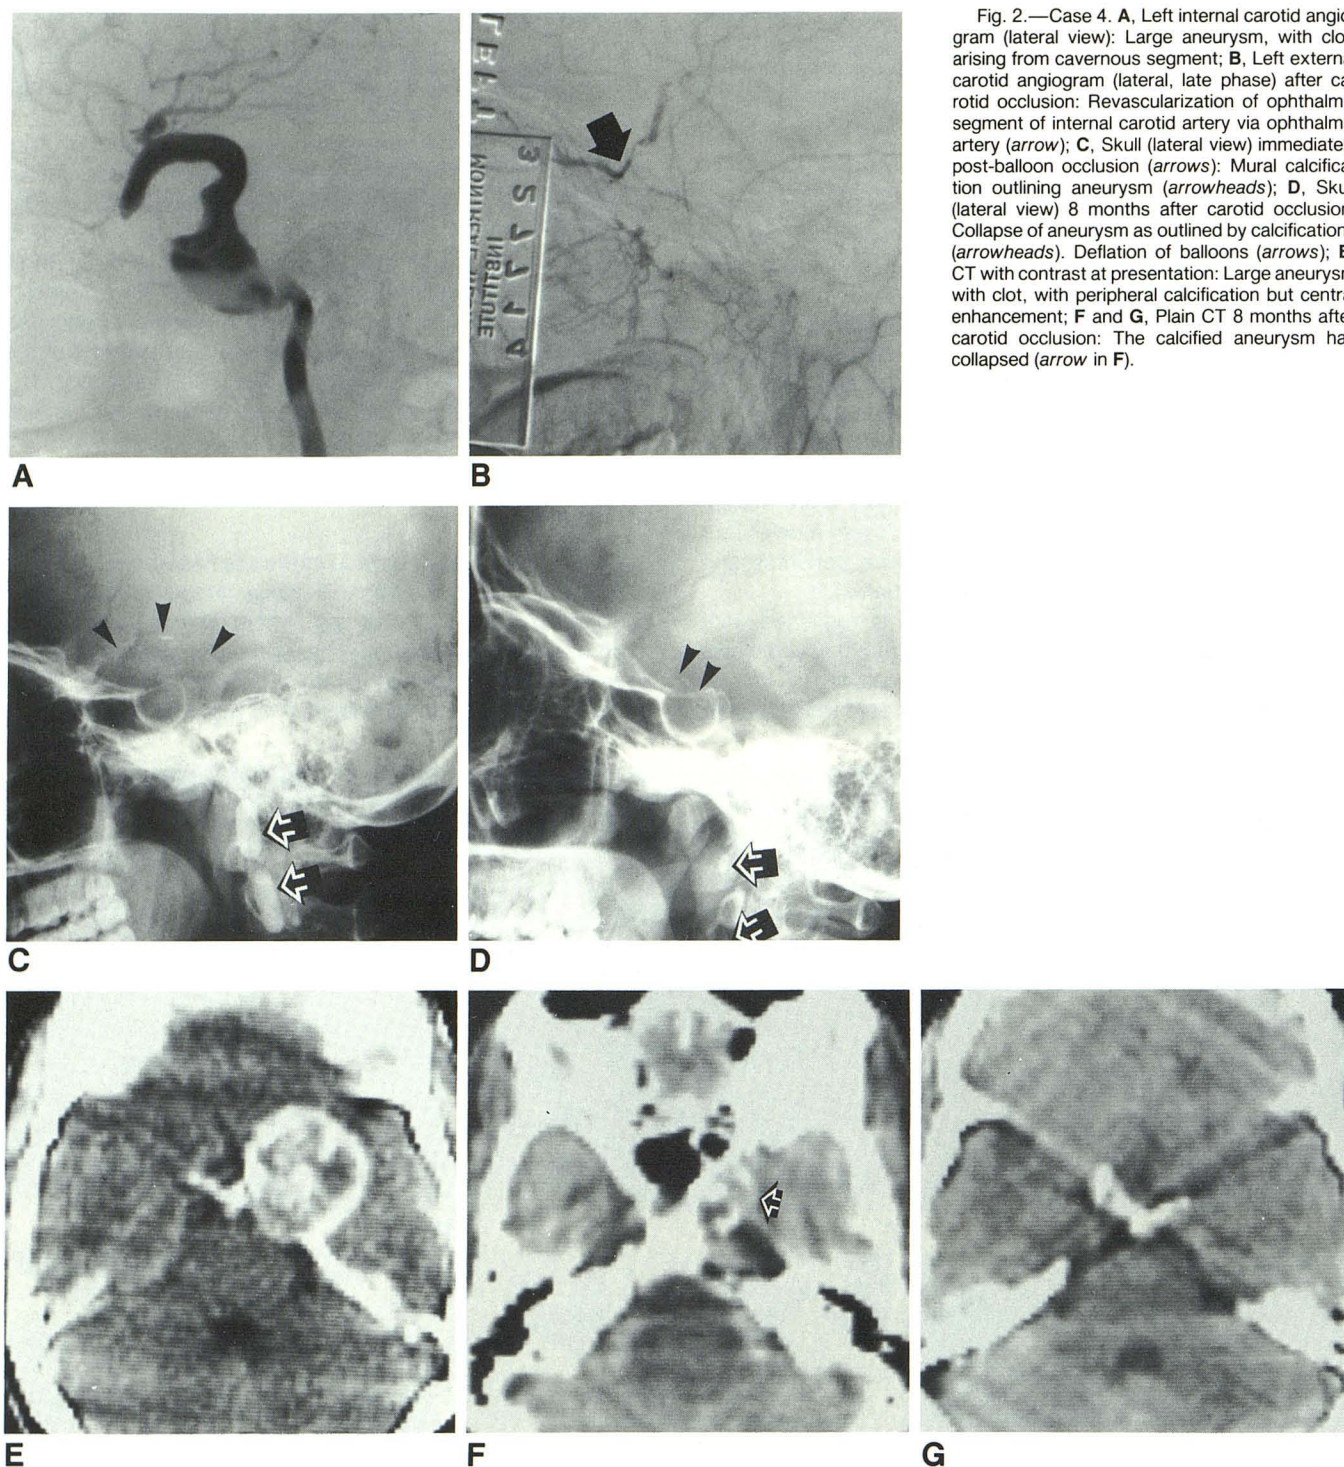 Fig. 2.—Case 4. A, Left internal carotid angio
gram (lateral view): Large aneurysm, with clo
arising from cavernous segment; B, Left extern
carotid angiogram (lateral, late phase) after ca
rotid occlusion: Revascularization of ophthalm
segment of internal carotid artery via ophthalm
artery (arrow); C, Skull (lateral view) immediate
post-balloon occlusion (arrows): Mural calcifica
tion outlining aneurysm (arrowheads); D, Sku
(lateral view) 8 months after carotid occlusion
Collapse of aneurysm as outlined by calcification
(arrowheads). Deflation of balloons (arrows); E
CT with contrast at presentation: Large aneurysm
with clot, with peripheral calcification but centr
enhancement; F and G, Plain CT 8 months afte
carotid occlusion: The calcified aneurysm ha
collapsed (arrow in F).
INSTITUTE
A
B
C
D
E
F
G